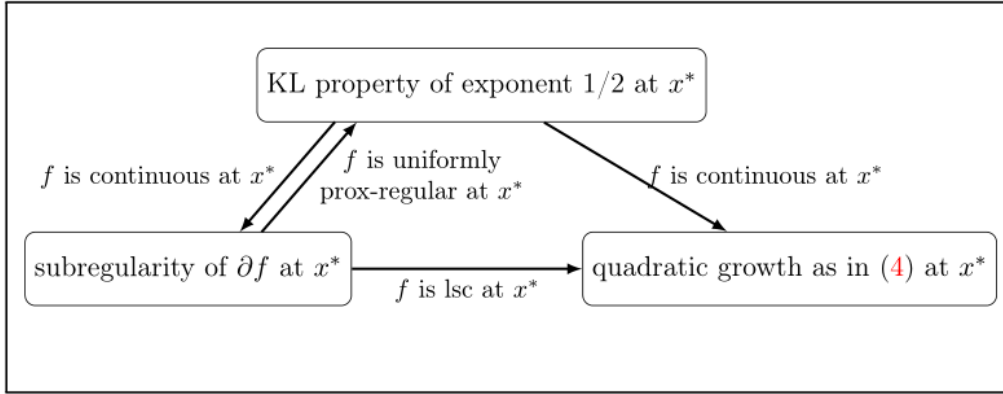 KL property of exponent 1/2 at x*
f is continuous at x*
f is uniformly
prox-regular at x*
f is continuous at x*
subregularity of ∂f at x*
f is lsc at x*
quadratic growth as in (4) at x*